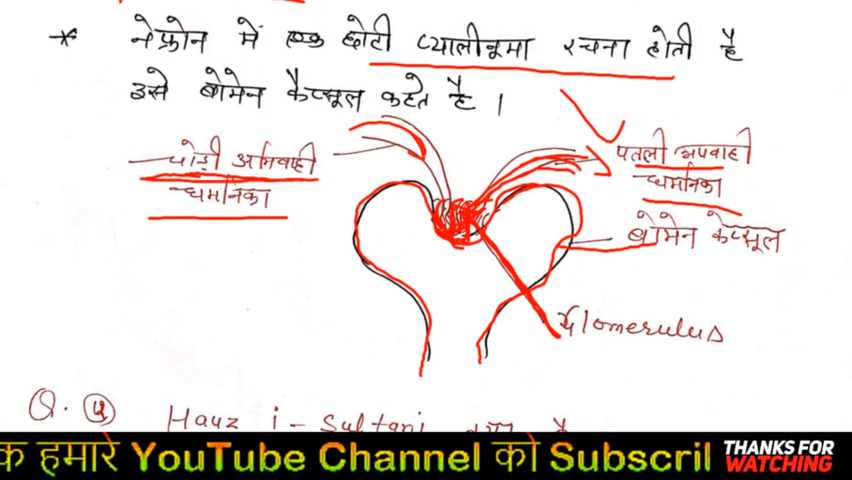 * नेफ्रोन में एक छोटी प्यालीनूमा रचना होती है
उसे बोमेन कैप्सूल कहते है ।
चोड़ी अभिवाही
धमनिका
पतली अपवाही
धमनिका
बोमेन केप्सूल
Glomerulus
Q. 5 Hauz i - Sultani क्या है
क हमारे YouTube Channel को Subscril
THANKS FOR
WATCHING